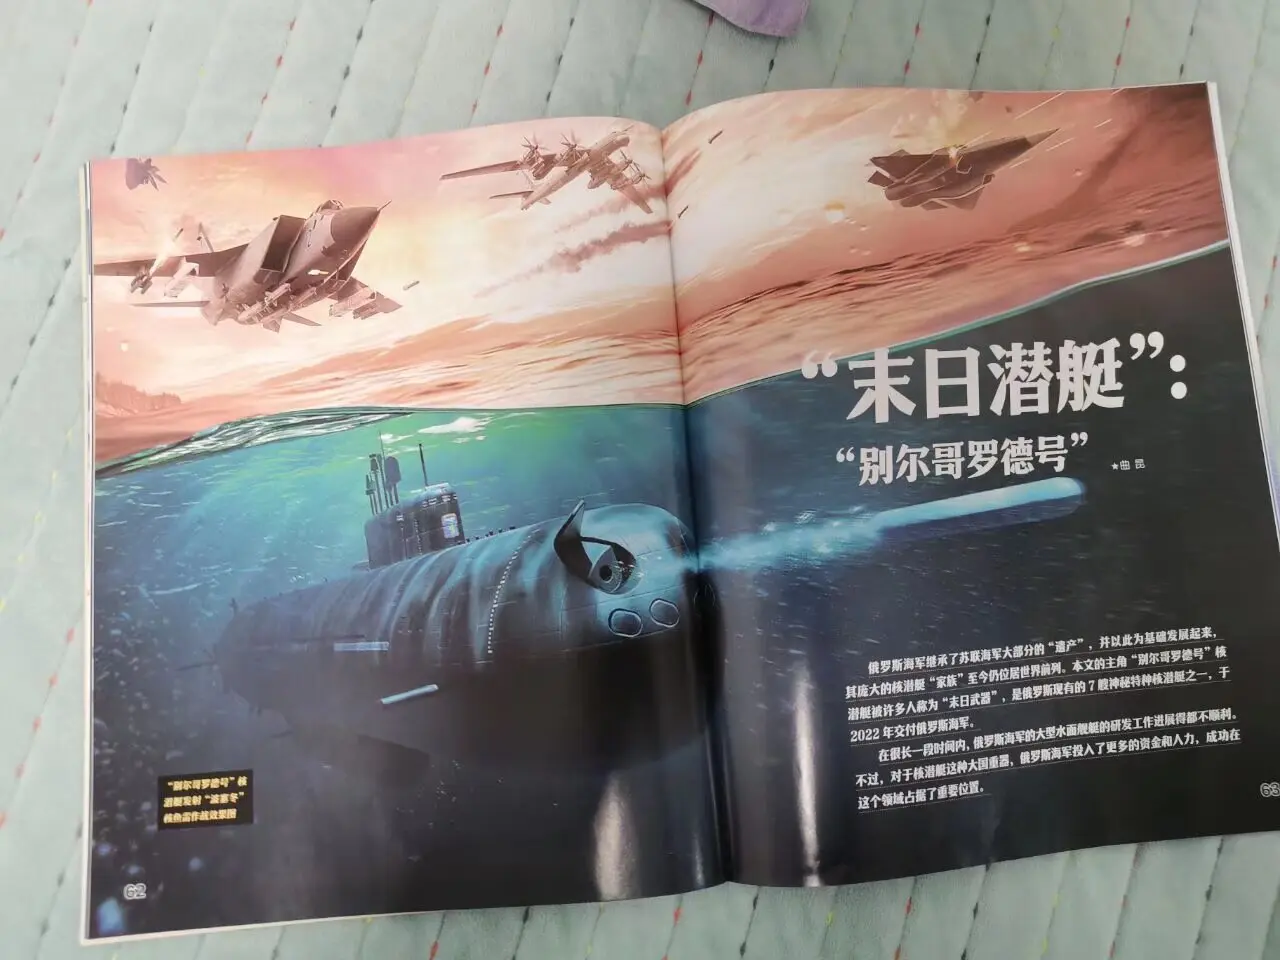 “末日潜艇”：
“别尔哥罗德号”
★曲 昆
俄罗斯海军继承了苏联海军大部分的“遗产”，并以此为基础发展起来，
其庞大的核潜艇“家族”至今仍位居世界前列。本文的主角“别尔哥罗德号”核
潜艇被许多人称为“末日武器”，是俄罗斯现有的7艘神秘特种核潜艇之一，于
2022年交付俄罗斯海军。
在很长一段时间内，俄罗斯海军的大型水面舰艇的研发工作进展得都不顺利。
不过，对于核潜艇这种大国重器，俄罗斯海军投入了更多的资金和人力，成功在
这个领域占据了重要位置。
“别尔哥罗德号”核
潜艇发射“波塞冬”
核鱼雷作战效果图
62
63